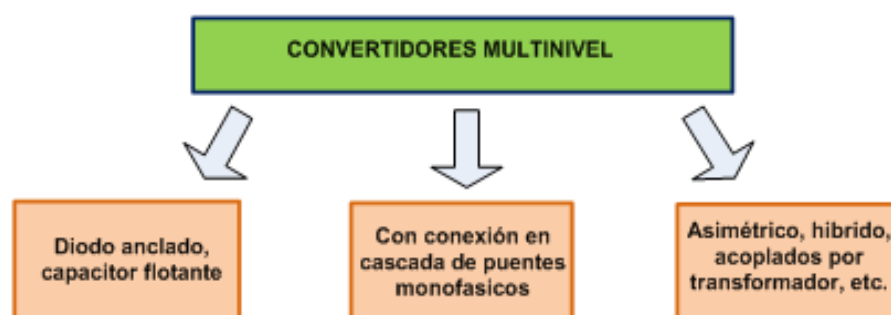 CONVERTIDORES MULTINIVEL
Diodo anclado,
capacitor flotante
Con conexión en
cascada de puentes
monofasicos
Asimétrico, hibrido,
acoplados por
transformador, etc.